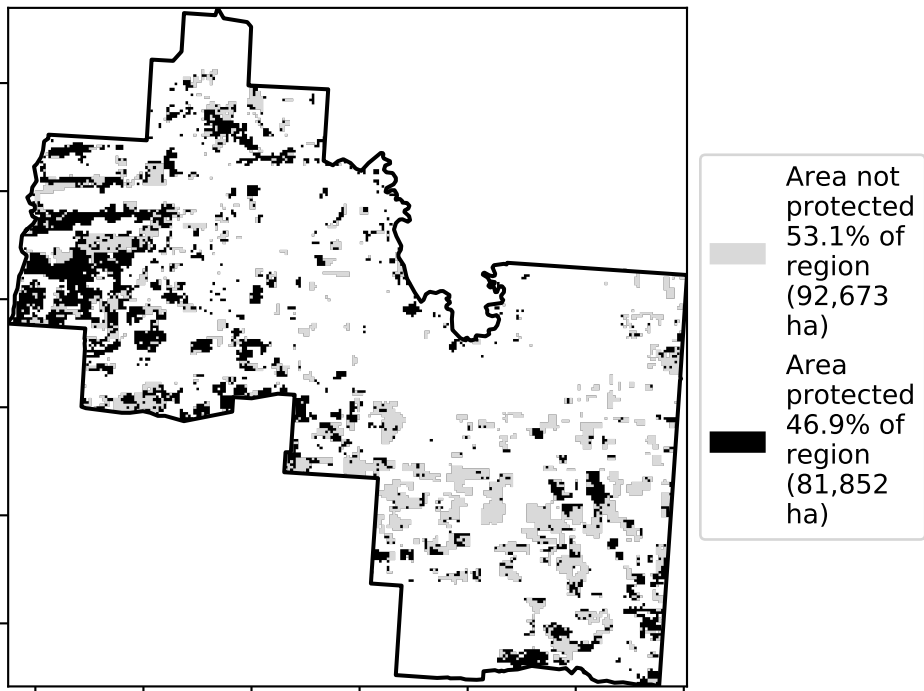 Area not
protected
53.1% of
region
(92,673
ha)
Area
protected
46.9% of
region
(81,852
ha)